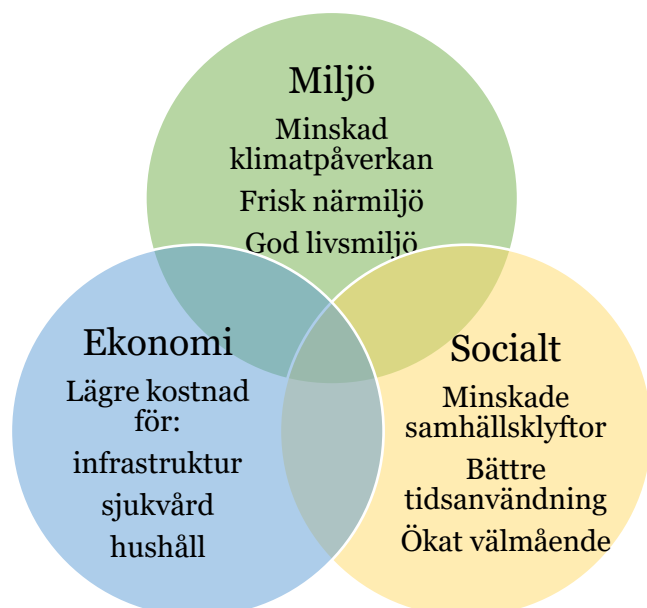 Miljö
Minskad
klimatpåverkan
Frisk närmiljö
God livsmiljö
Ekonomi
Lägre kostnad
för:
infrastruktur
sjukvård
hushåll
Socialt
Minskade
samhällsklyftor
Bättre
tidsanvändning
Ökat välmående